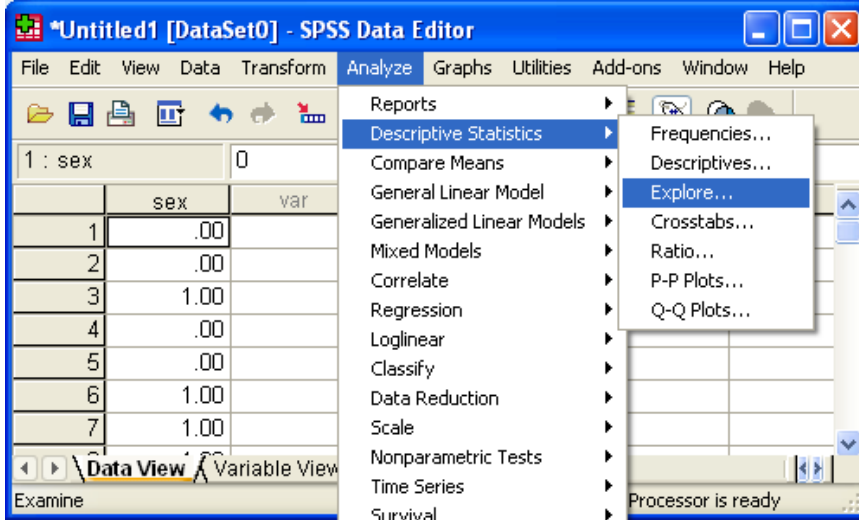 *Untitled1 [DataSet0] - SPSS Data Editor
File Edit View Data Transform Analyze Graphs Utilities Add-ons Window Help
1 : sex 0
sex var
1 .00
2 .00
3 1.00
4 .00
5 .00
6 1.00
7 1.00
Reports
Descriptive Statistics
Compare Means
General Linear Model
Generalized Linear Models
Mixed Models
Correlate
Regression
Loglinear
Classify
Data Reduction
Scale
Nonparametric Tests
Time Series
Survival
Frequencies...
Descriptives...
Explore...
Crosstabs...
Ratio...
P-P Plots...
Q-Q Plots...
Data View Variable View
Examine Processor is ready